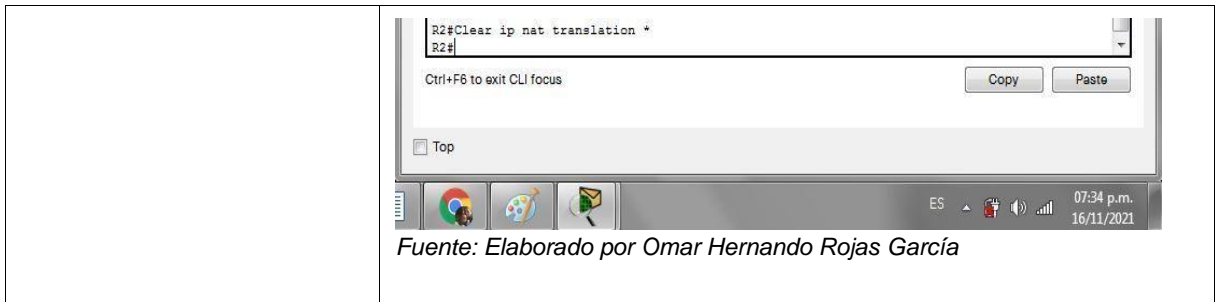 R2#Clear ip nat translation *
R2#
Ctrl+F6 to exit CLI focus
Copy
Paste
Top
ES
07:34 p.m.
16/11/2021
Fuente: Elaborado por Omar Hernando Rojas García